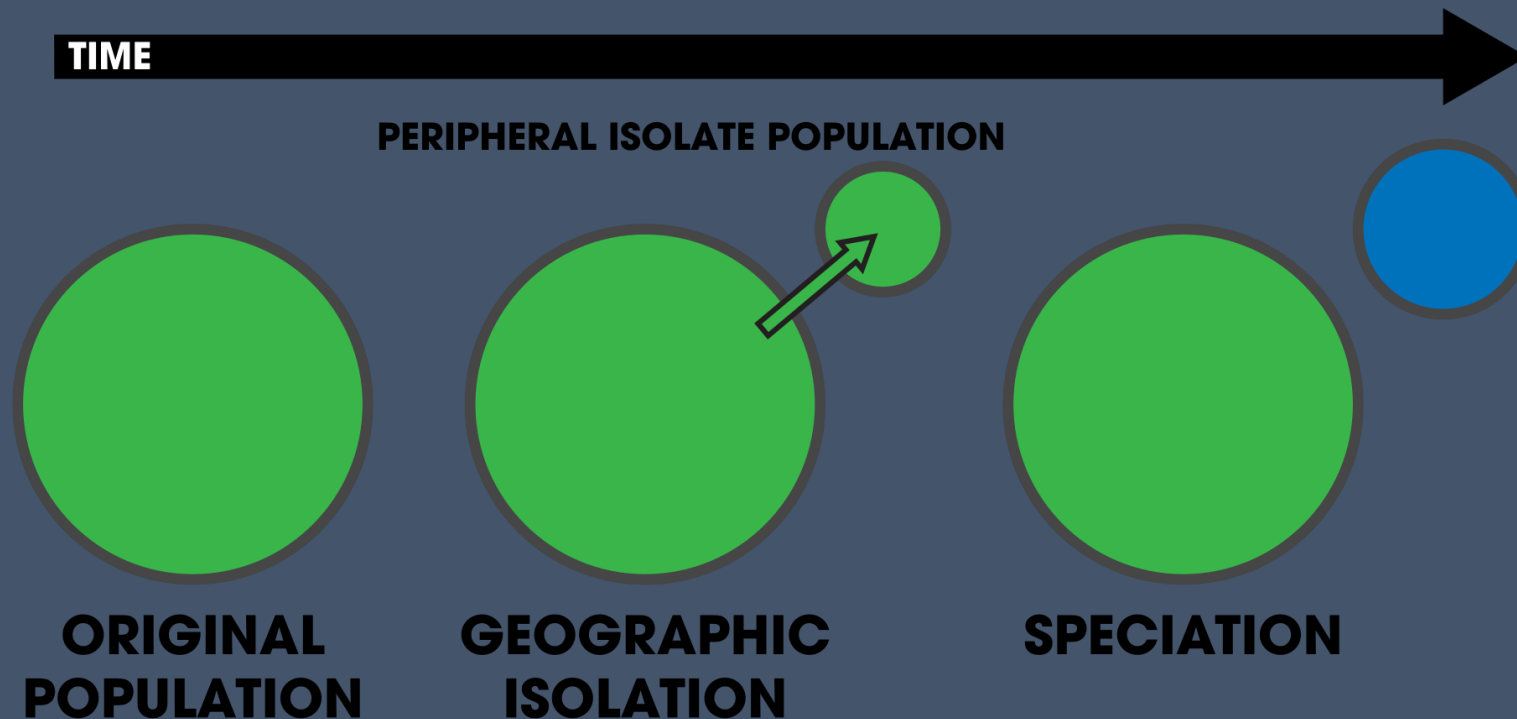 TIME
PERIPHERAL ISOLATE POPULATION
ORIGINAL
POPULATION
GEOGRAPHIC
ISOLATION
SPECIATION